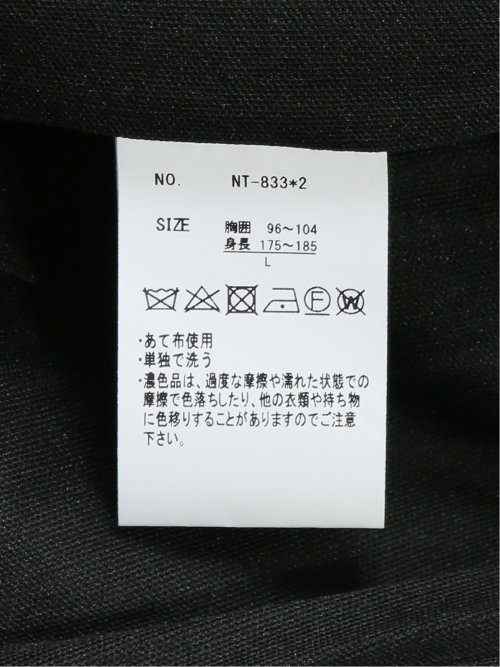 NO. NT-833*2
SIZE 胸囲 96~104
身長 175~185
L
F W
・あて布使用
・単独で洗う
・濃色品は、過度な摩擦や濡れた状態での
摩擦で色落ちしたり、他の衣類や持ち物
に色移りすることがありますのでご注意
下さい。